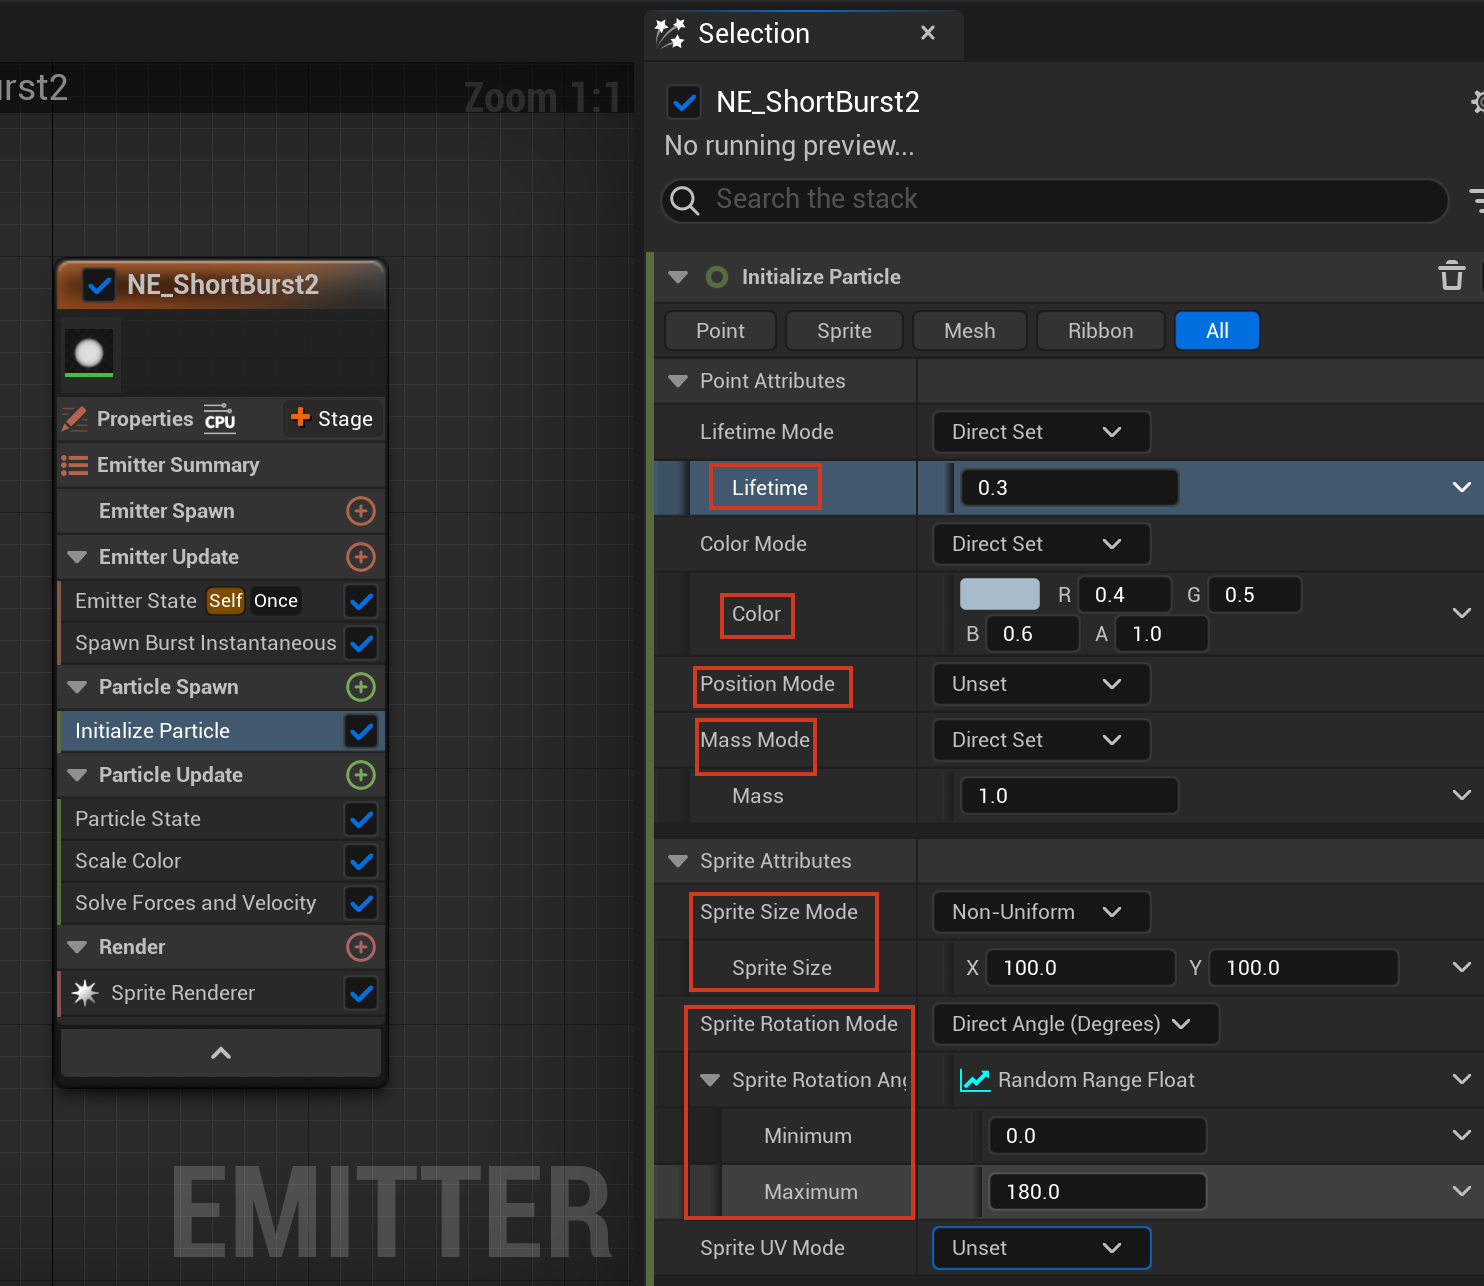 urst2
Zoom 1:1
NE_ShortBurst2
Properties CPU Stage
Emitter Summary
Emitter Spawn
Emitter Update
Emitter State Self Once
Spawn Burst Instantaneous
Particle Spawn
Initialize Particle
Particle Update
Particle State
Scale Color
Solve Forces and Velocity
Render
Sprite Renderer
EMITTER
Selection
NE_ShortBurst2
No running preview...
Search the stack
Initialize Particle
Point Sprite Mesh Ribbon All
Point Attributes
Lifetime Mode Direct Set
Lifetime 0.3
Color Mode Direct Set
Color R 0.4 G 0.5
B 0.6 A 1.0
Position Mode Unset
Mass Mode Direct Set
Mass 1.0
Sprite Attributes
Sprite Size Mode Non-Uniform
Sprite Size X 100.0 Y 100.0
Sprite Rotation Mode Direct Angle (Degrees)
Sprite Rotation Ang Random Range Float
Minimum 0.0
Maximum 180.0
Sprite UV Mode Unset